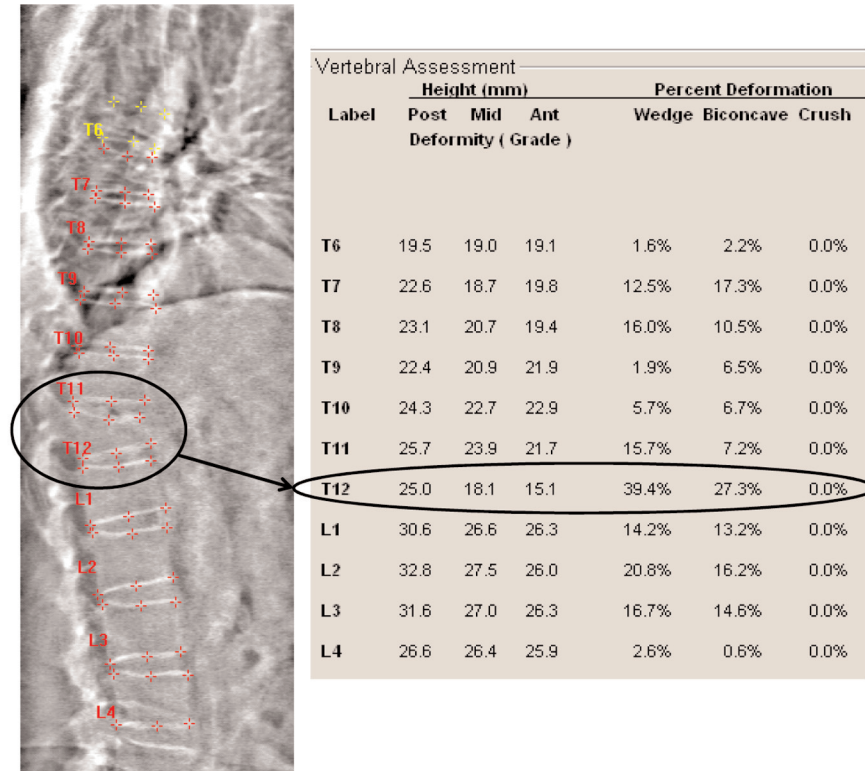 T6
T7
T8
T9
T10
T11
T12
L1
L2
L3
L4
Vertebral Assessment
Height (mm) Percent Deformation
Label Post Mid Ant Wedge Biconcave Crush
Deformity ( Grade )
T6 19.5 19.0 19.1 1.6% 2.2% 0.0%
T7 22.6 18.7 19.8 12.5% 17.3% 0.0%
T8 23.1 20.7 19.4 16.0% 10.5% 0.0%
T9 22.4 20.9 21.9 1.9% 6.5% 0.0%
T10 24.3 22.7 22.9 5.7% 6.7% 0.0%
T11 25.7 23.9 21.7 15.7% 7.2% 0.0%
T12 25.0 18.1 15.1 39.4% 27.3% 0.0%
L1 30.6 26.6 26.3 14.2% 13.2% 0.0%
L2 32.8 27.5 26.0 20.8% 16.2% 0.0%
L3 31.6 27.0 26.3 16.7% 14.6% 0.0%
L4 26.6 26.4 25.9 2.6% 0.6% 0.0%